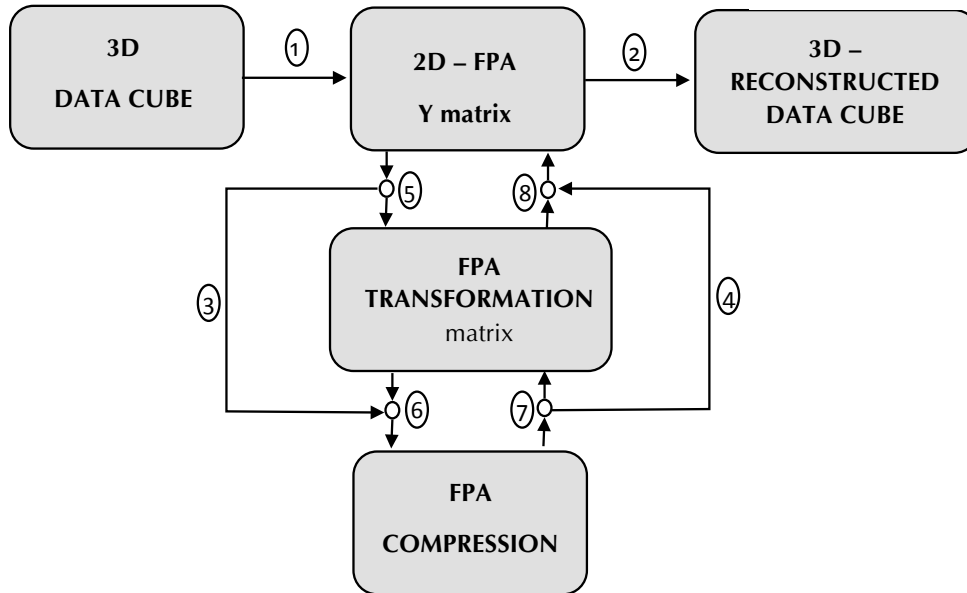 3D
DATA CUBE
1
2D – FPA
Y matrix
2
3D –
RECONSTRUCTED
DATA CUBE
5
8
3
FPA
TRANSFORMATION
matrix
4
6
7
FPA
COMPRESSION